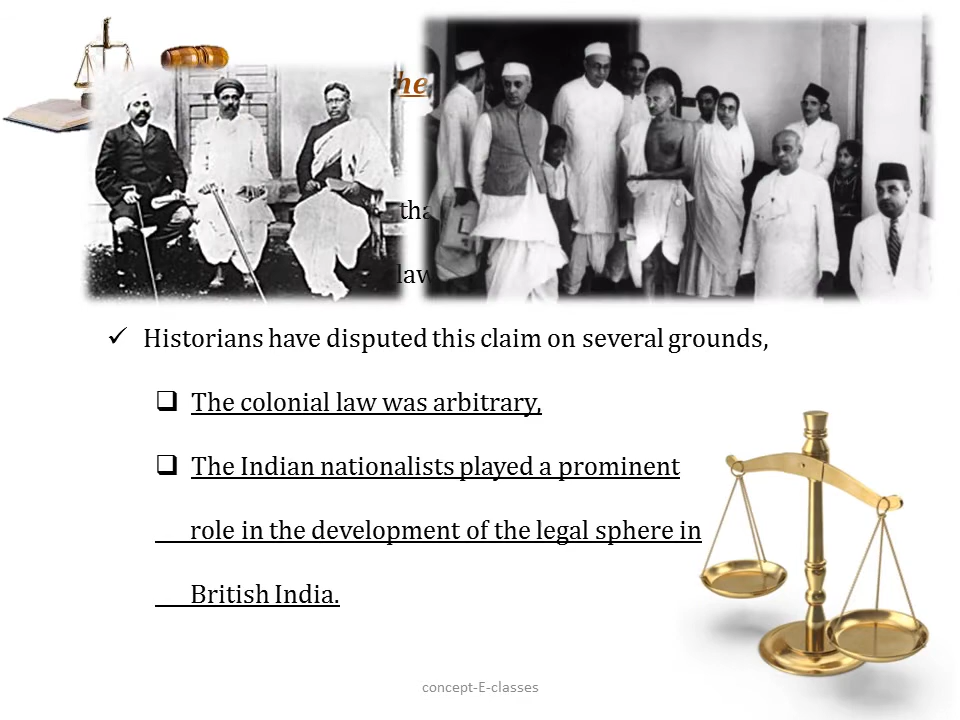 he
tha
law
✓ Historians have disputed this claim on several grounds,
❑ The colonial law was arbitrary,
❑ The Indian nationalists played a prominent
role in the development of the legal sphere in
British India.
concept-E-classes